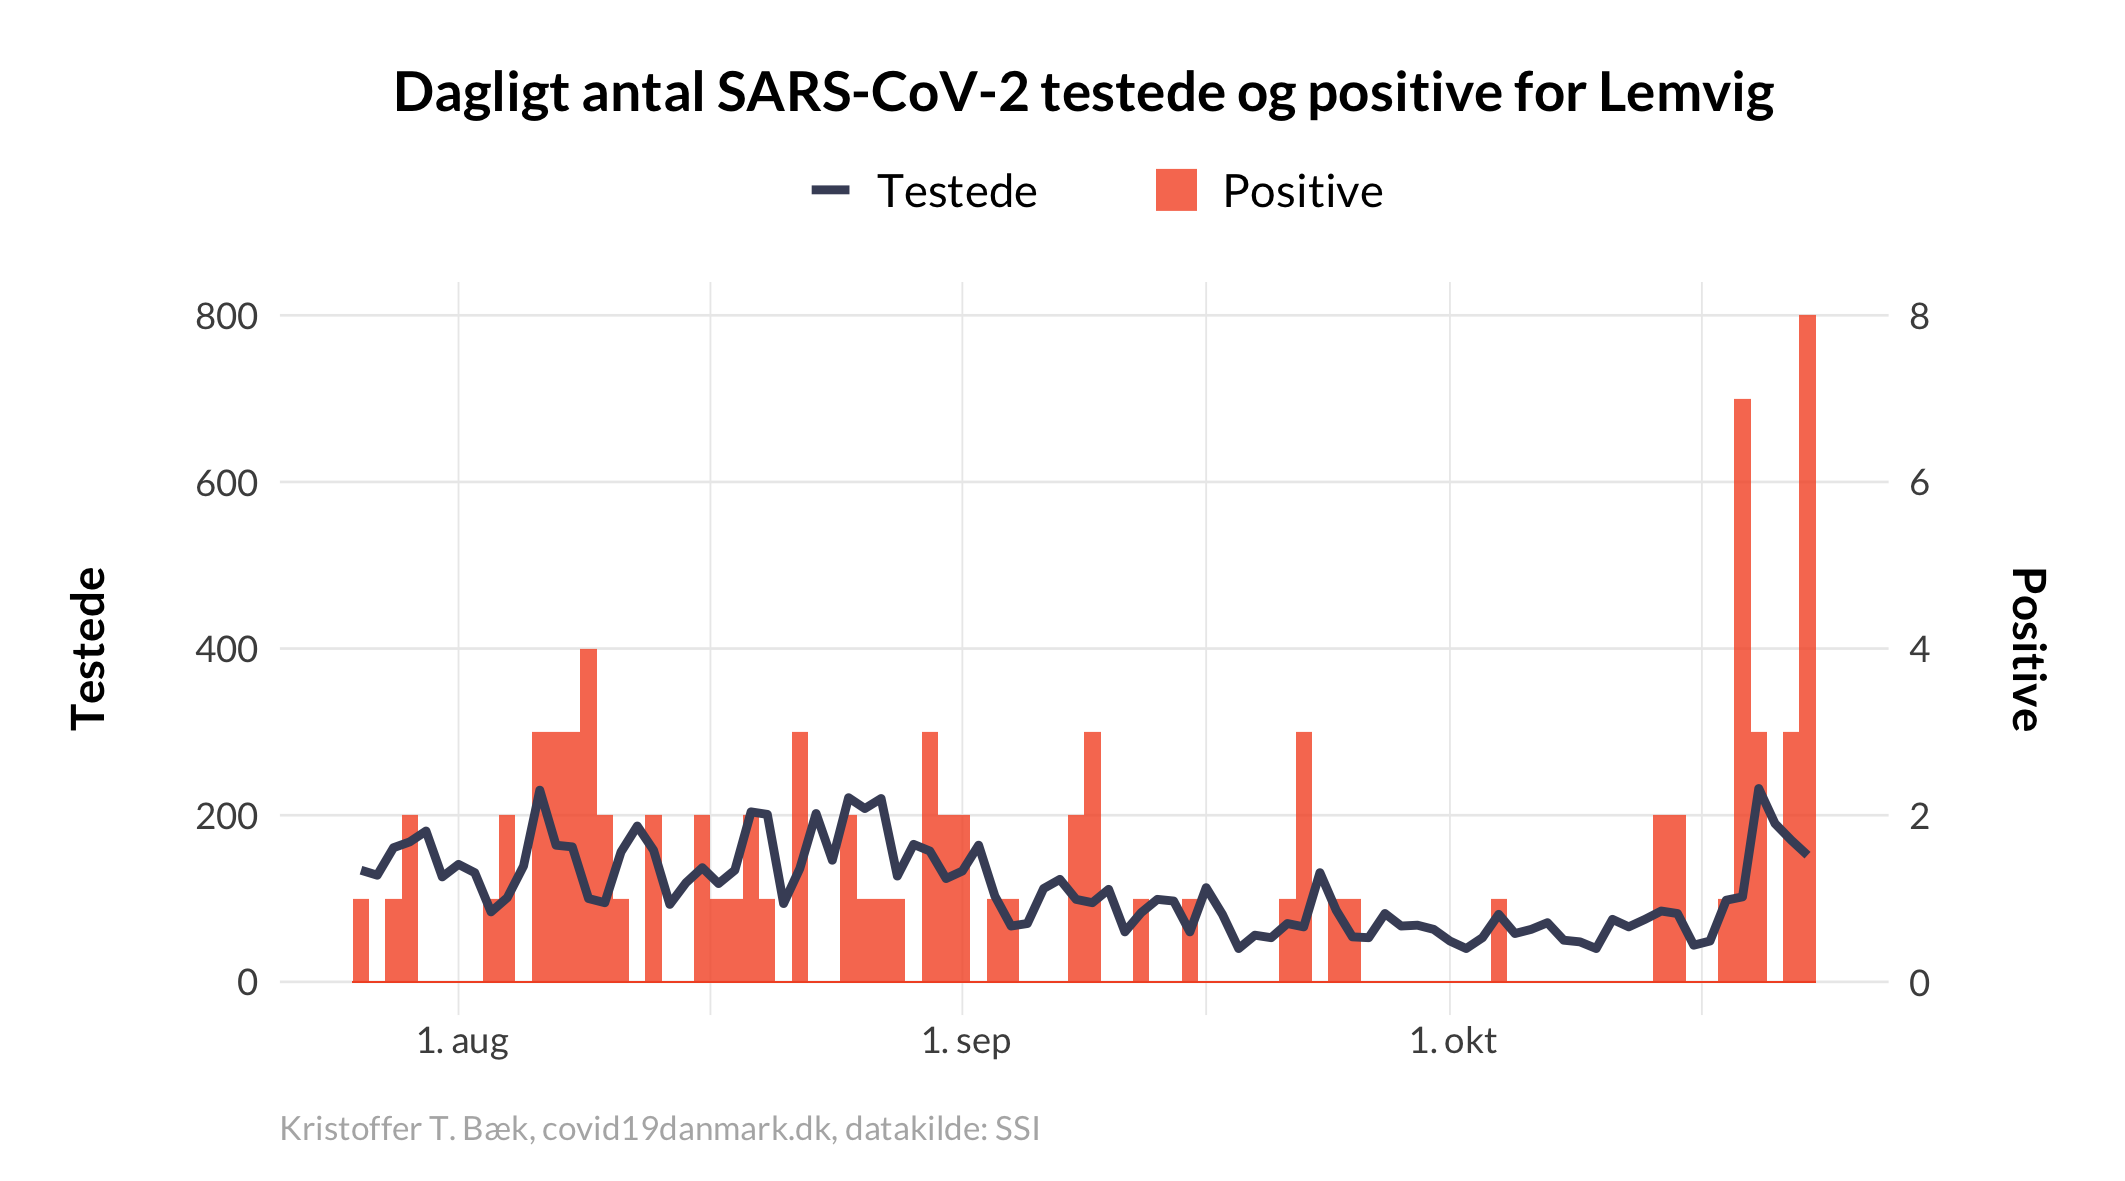 Dagligt antal SARS-CoV-2 testede og positive for Lemvig
Testede
Positive
800
600
400
200
0
8
6
4
2
0
Testede
Positive
1. aug
1. sep
1. okt
Kristoffer T. Bæk, covid19danmark.dk, datakilde: SSI